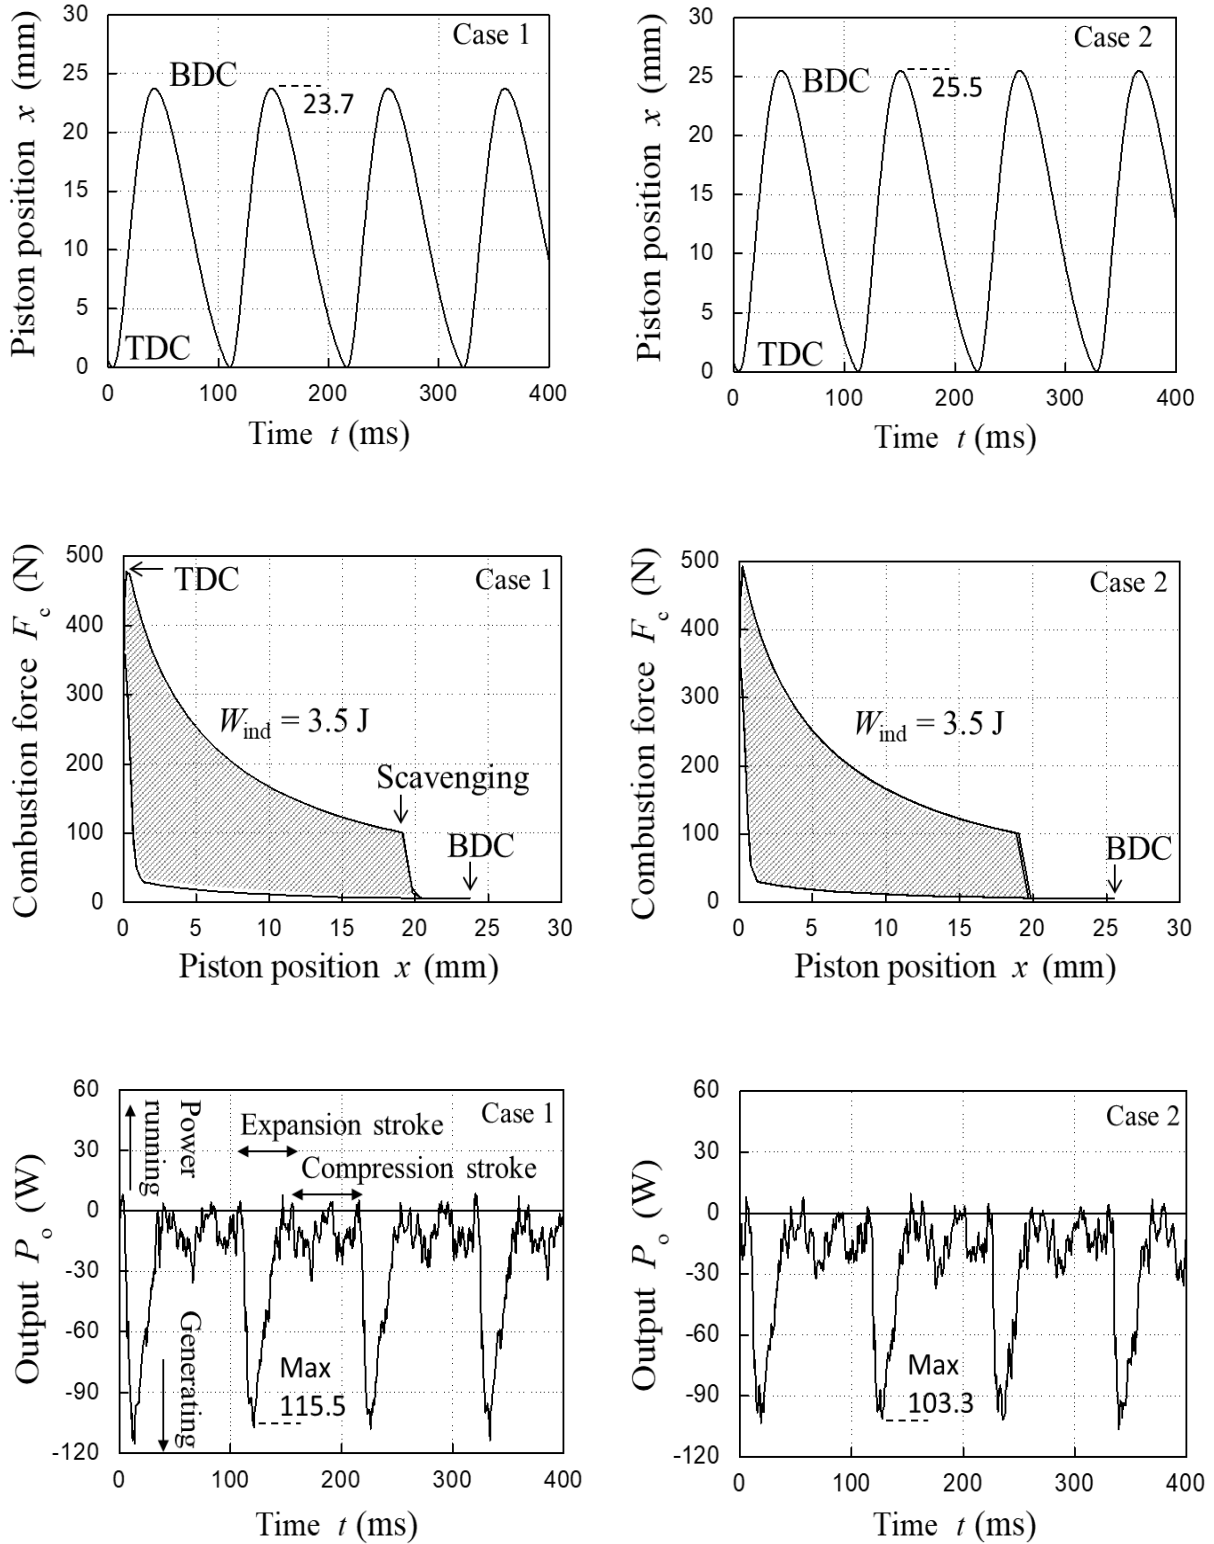 30
25
20
15
10
5
0
Piston position x (mm)
Case 1
BDC
23.7
TDC
0
100
200
300
400
Time t (ms)
30
25
20
15
10
5
0
Piston position x (mm)
Case 2
BDC
25.5
TDC
0
100
200
300
400
Time t (ms)
500
400
300
200
100
0
Combustion force Fc (N)
TDC
Case 1
Wind = 3.5 J
Scavenging
BDC
0
5
10
15
20
25
30
Piston position x (mm)
500
400
300
200
100
0
Combustion force Fc (N)
Case 2
Wind = 3.5 J
BDC
0
5
10
15
20
25
30
Piston position x (mm)
60
30
0
-30
-60
-90
-120
Output Po (W)
Power
running
Generating
Case 1
Expansion stroke
Compression stroke
Max
115.5
0
100
200
300
400
Time t (ms)
60
30
0
-30
-60
-90
-120
Output Po (W)
Case 2
Max
103.3
0
100
200
300
400
Time t (ms)